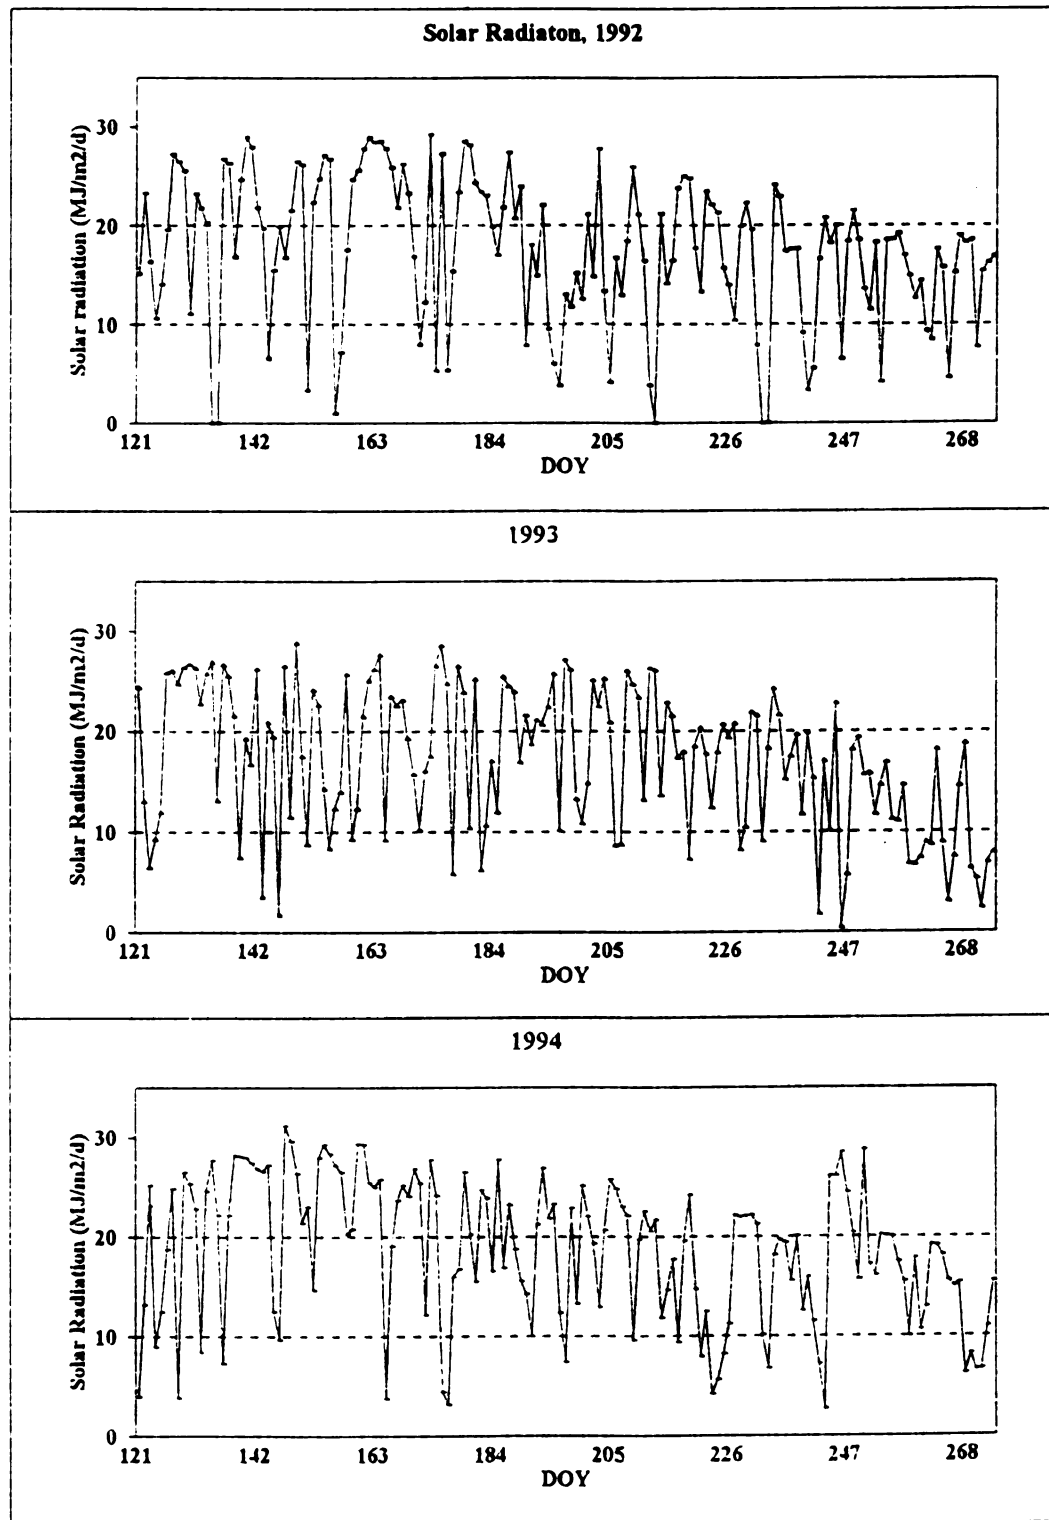 Solar Radiaton, 1992
Solar radiation (MJ/m2/d)
30
20
10
0
121 142 163 184 205 226 247 268
DOY
1993
Solar Radiation (MJ/m2/d)
30
20
10
0
121 142 163 184 205 226 247 268
DOY
1994
Solar Radiation (MJ/m2/d)
30
20
10
0
121 142 163 184 205 226 247 268
DOY